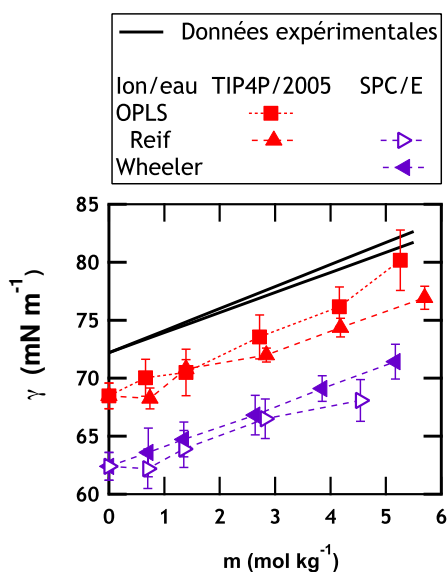 Données expérimentales
Ion/eau TIP4P/2005 SPC/E
OPLS
Reif
Wheeler
85
80
75
70
65
60
γ (mN m⁻¹)
0 1 2 3 4 5 6
m (mol kg⁻¹)